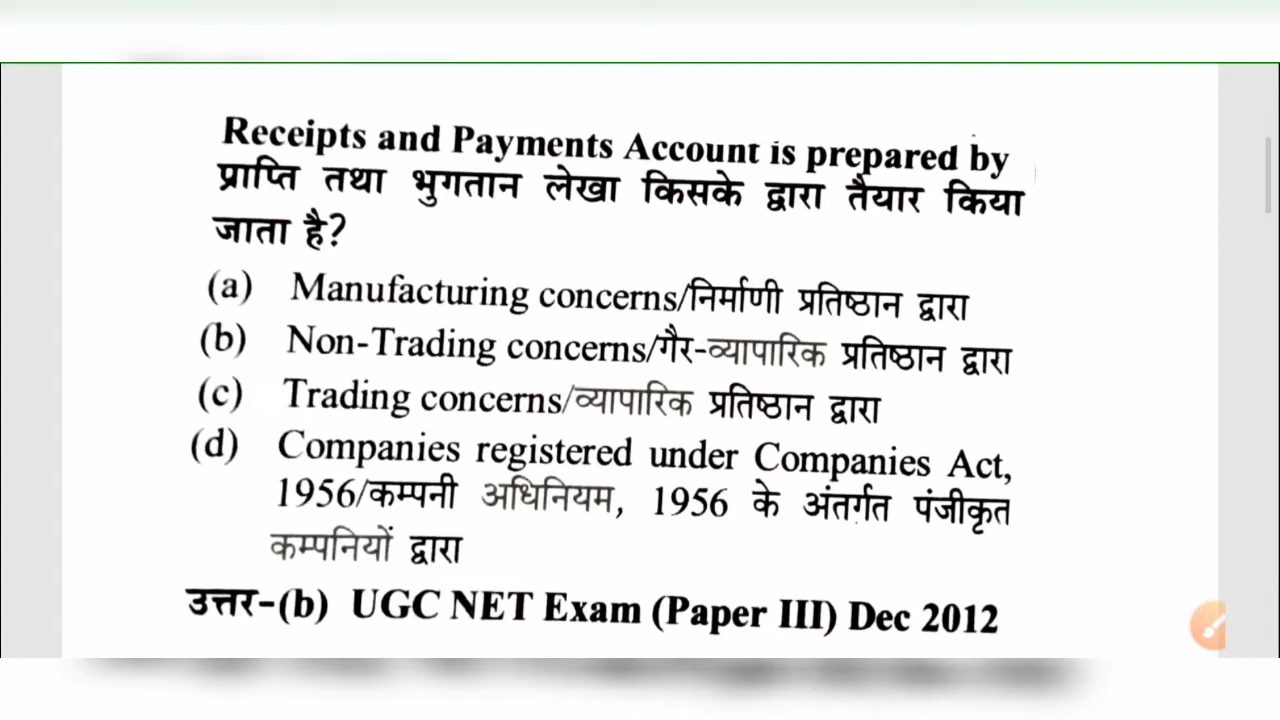 Receipts and Payments Account is prepared by
प्राप्ति तथा भुगतान लेखा किसके द्वारा तैयार किया
जाता है?
(a) Manufacturing concerns/निर्माणी प्रतिष्ठान द्वारा
(b) Non-Trading concerns/गैर-व्यापारिक प्रतिष्ठान द्वारा
(c) Trading concerns/व्यापारिक प्रतिष्ठान द्वारा
(d) Companies registered under Companies Act,
1956/कम्पनी अधिनियम, 1956 के अंतर्गत पंजीकृत
कम्पनियों द्वारा
उत्तर-(b) UGC NET Exam (Paper III) Dec 2012